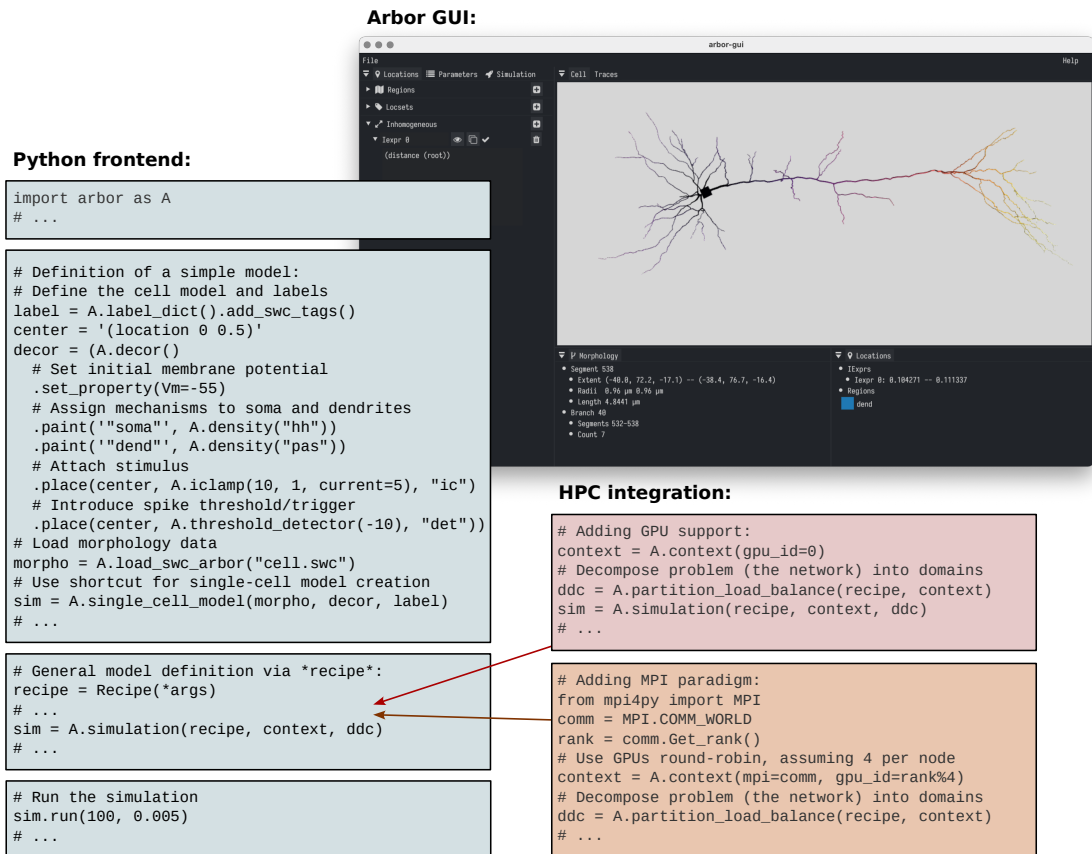 Arbor GUI:
arbor-gui
File
Help
Locations Parameters Simulation
Regions
Locsets
Inhomogeneous
Iexpr 0
(distance (root))
Cell Traces
Morphology
Segment 538
Extent (-40.0, 72.2, -17.1) -- (-38.4, 76.7, -16.4)
Radii 0.96 µm 0.96 µm
Length 4.8441 µm
Branch 40
Segments 532-538
Count 7
Locations
IExprs
Iexpr 0: 0.104271 -- 0.111337
Regions
dend
Python frontend:
import arbor as A
# ...
# Definition of a simple model:
# Define the cell model and labels
label = A.label_dict().add_swc_tags()
center = '(location 0 0.5)'
decor = (A.decor()
  # Set initial membrane potential
  .set_property(Vm=-55)
  # Assign mechanisms to soma and dendrites
  .paint('"soma"', A.density("hh"))
  .paint('"dend"', A.density("pas"))
  # Attach stimulus
  .place(center, A.iclamp(10, 1, current=5), "ic")
  # Introduce spike threshold/trigger
  .place(center, A.threshold_detector(-10), "det"))
# Load morphology data
morpho = A.load_swc_arbor("cell.swc")
# Use shortcut for single-cell model creation
sim = A.single_cell_model(morpho, decor, label)
# ...
# General model definition via *recipe*:
recipe = Recipe(*args)
# ...
sim = A.simulation(recipe, context, ddc)
# ...
# Run the simulation
sim.run(100, 0.005)
# ...
HPC integration:
# Adding GPU support:
context = A.context(gpu_id=0)
# Decompose problem (the network) into domains
ddc = A.partition_load_balance(recipe, context)
sim = A.simulation(recipe, context, ddc)
# ...
# Adding MPI paradigm:
from mpi4py import MPI
comm = MPI.COMM_WORLD
rank = comm.Get_rank()
# Use GPUs round-robin, assuming 4 per node
context = A.context(mpi=comm, gpu_id=rank%4)
# Decompose problem (the network) into domains
ddc = A.partition_load_balance(recipe, context)
# ...